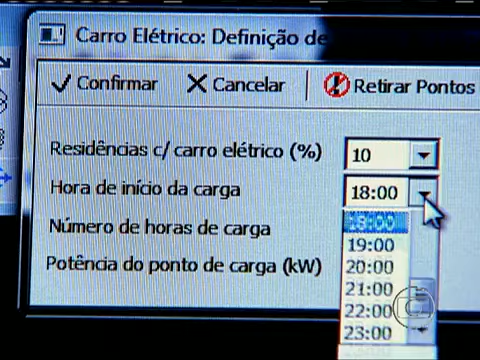 Carro Elétrico: Definição de
Confirmar Cancelar Retirar Pontos
Residências c/ carro elétrico (%) 10
Hora de início da carga 18:00
18:00
19:00
Número de horas de carga
20:00
Potência do ponto de carga (kW)
21:00
22:00
23:00